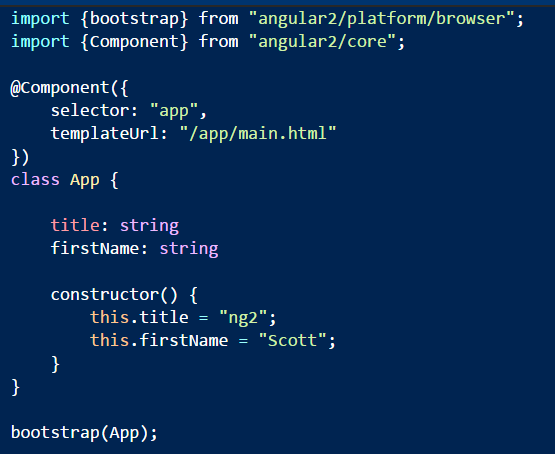 import {bootstrap} from "angular2/platform/browser";
import {Component} from "angular2/core";
@Component({
    selector: "app",
    templateUrl: "/app/main.html"
})
class App {
    title: string
    firstName: string
    constructor() {
        this.title = "ng2";
        this.firstName = "Scott";
    }
}
bootstrap(App);